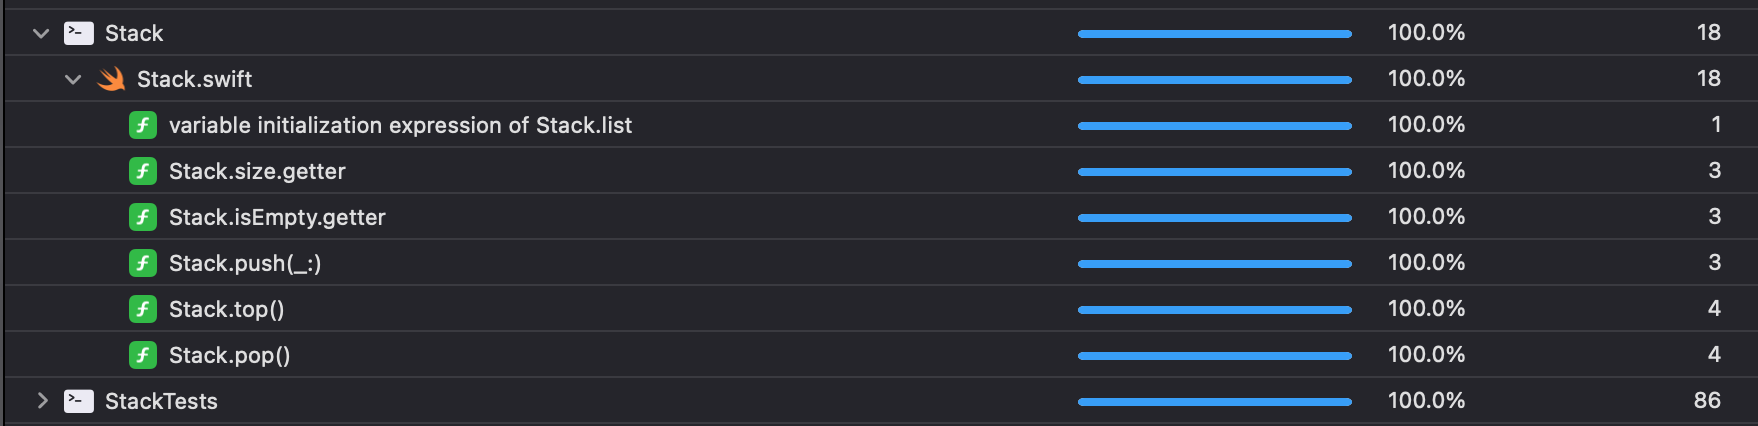 Stack 100.0% 18
Stack.swift 100.0% 18
variable initialization expression of Stack.list 100.0% 1
Stack.size.getter 100.0% 3
Stack.isEmpty.getter 100.0% 3
Stack.push(_:) 100.0% 3
Stack.top() 100.0% 4
Stack.pop() 100.0% 4
StackTests 100.0% 86